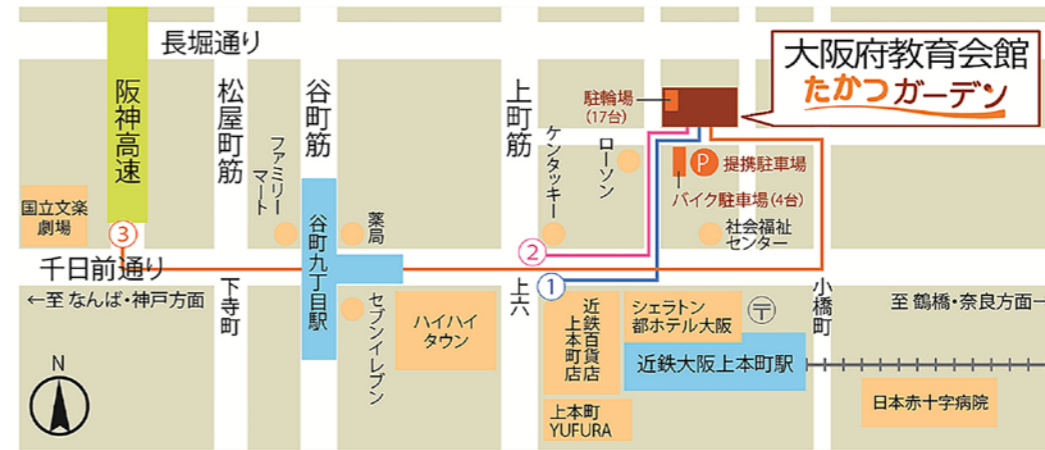 長堀通り
大阪府教育会館
たかつガーデン
阪神高速
松屋町筋
谷町筋
上町筋
駐輪場
(17台)
ファミリー
マート
ケンタッキー
ローソン
P 提携駐車場
バイク駐車場(4台)
国立文楽
劇場
薬局
社会福祉
センター
③
②
①
谷町九丁目駅
千日前通り
←至 なんば・神戸方面
下寺町
セブンイレブン
ハイハイ
タウン
上六
近鉄百貨店
上本町店
シェラトン
都ホテル大阪
〒
小橋町
至 鶴橋・奈良方面→
近鉄大阪上本町駅
N
上本町
YUFURA
日本赤十字病院